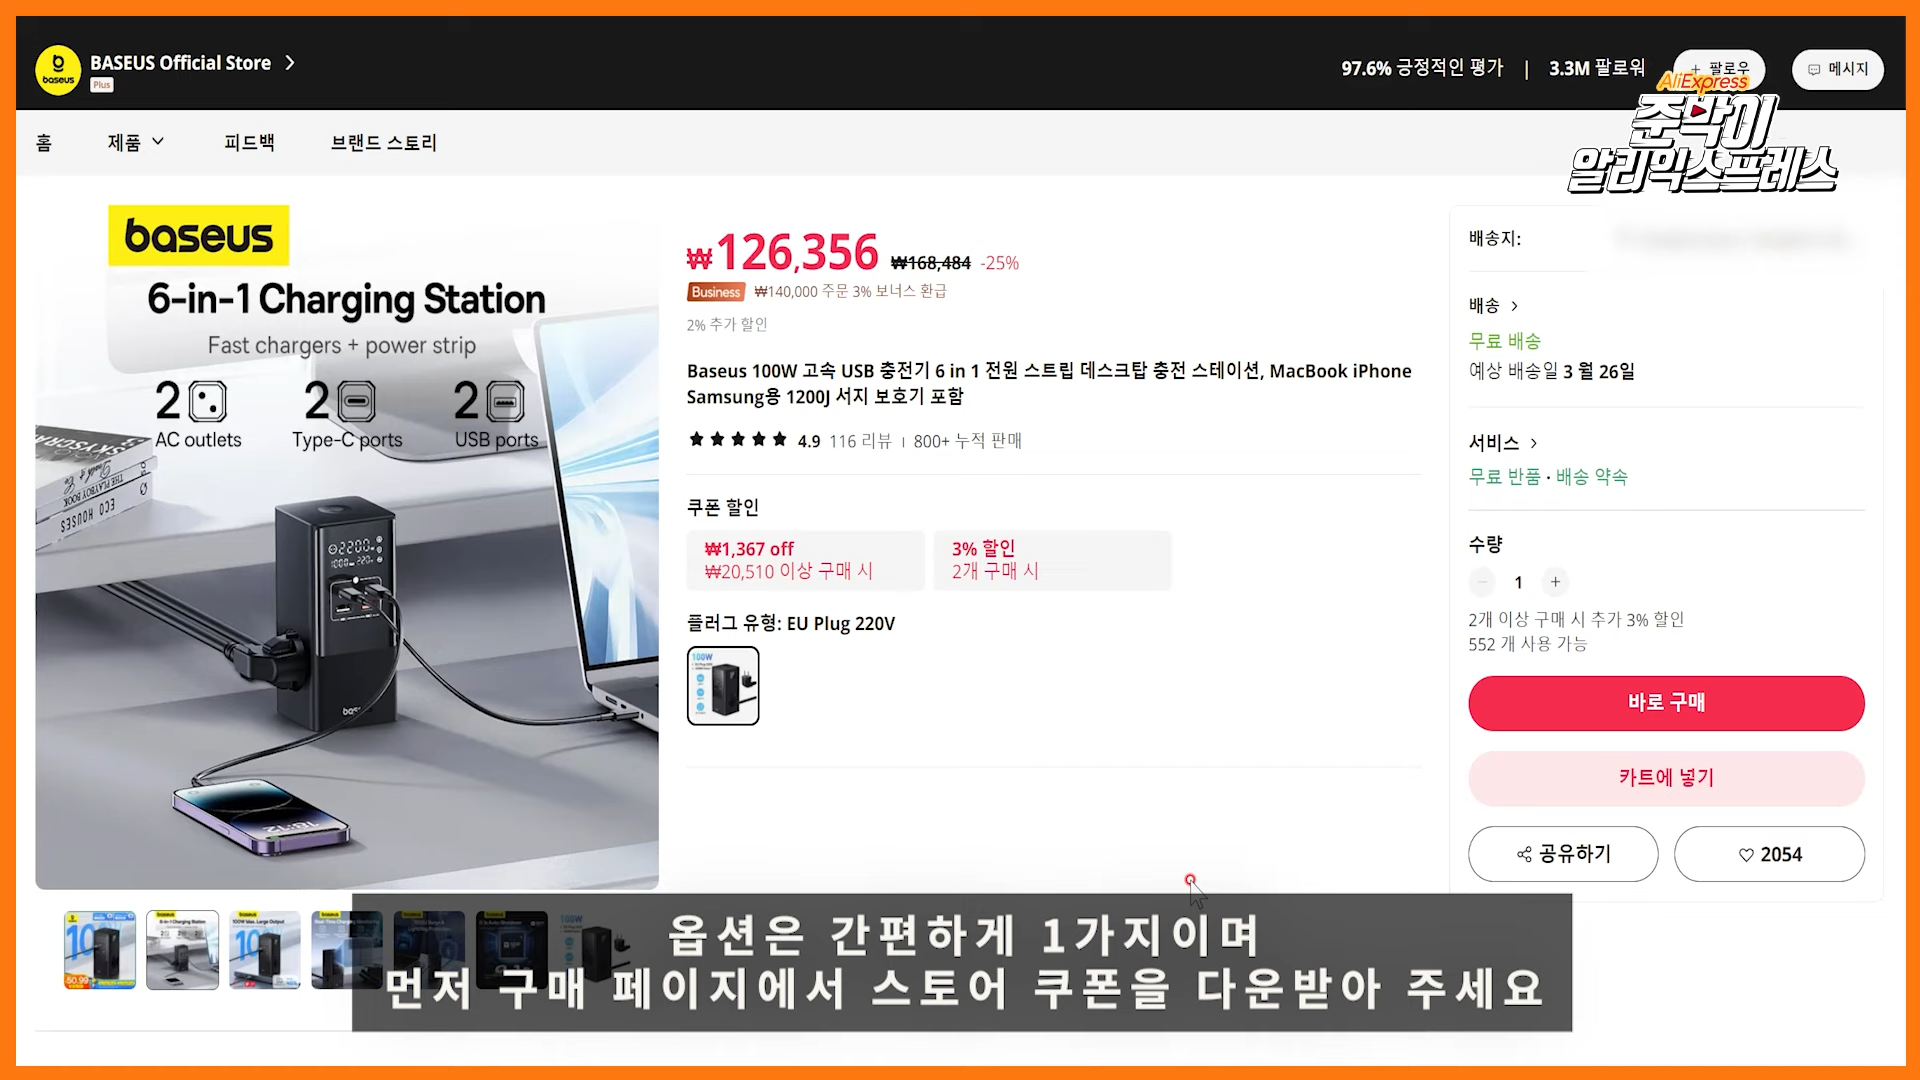 BASEUS Official Store
Plus
97.6% 긍정적인 평가 | 3.3M 팔로워
+ 팔로우
메시지
AliExpress
준박이
알리익스프레스
홈
제품
피드백
브랜드 스토리
baseus
6-in-1 Charging Station
Fast chargers + power strip
2 2 2
AC outlets Type-C ports USB ports
baseus
₩126,356 ₩168,484 -25%
Business ₩140,000 주문 3% 보너스 환급
2% 추가 할인
Baseus 100W 고속 USB 충전기 6 in 1 전원 스트립 데스크탑 충전 스테이션, MacBook iPhone
Samsung용 1200J 서지 보호기 포함
4.9 116 리뷰 | 800+ 누적 판매
쿠폰 할인
₩1,367 off
₩20,510 이상 구매 시
3% 할인
2개 구매 시
플러그 유형: EU Plug 220V
100W
배송지:
배송
무료 배송
예상 배송일 3 월 26일
서비스
무료 반품 · 배송 약속
수량
- 1 +
2개 이상 구매 시 추가 3% 할인
552 개 사용 가능
바로 구매
카트에 넣기
공유하기
2054
옵션은 간편하게 1가지이며
먼저 구매 페이지에서 스토어 쿠폰을 다운받아 주세요